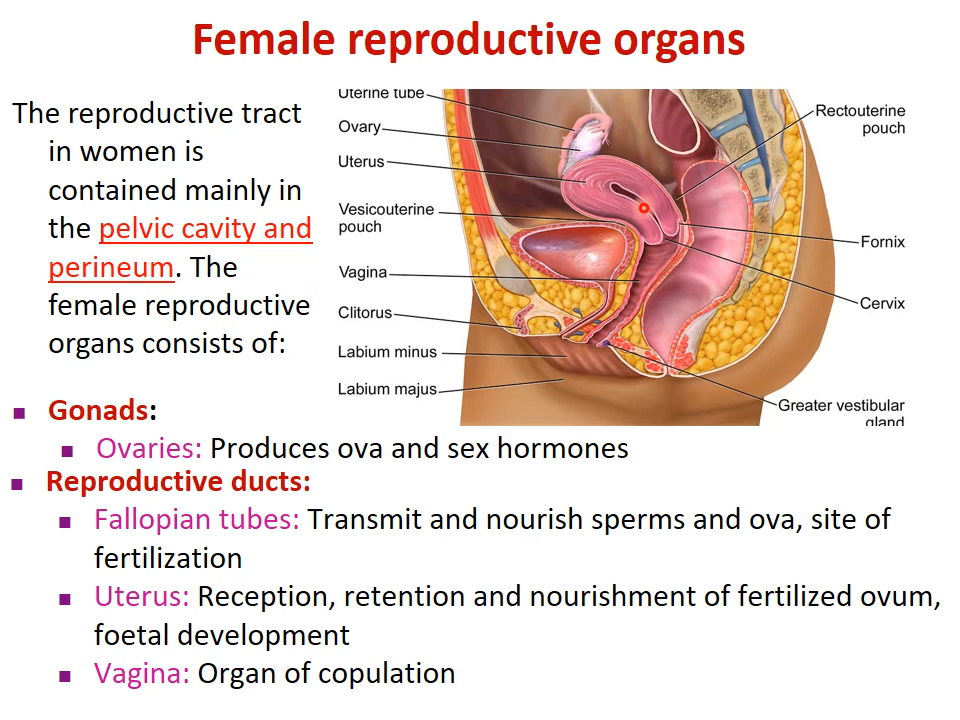 Female reproductive organs
The reproductive tract
in women is
contained mainly in
the pelvic cavity and
perineum. The
female reproductive
organs consists of:
Uterine tube
Ovary
Uterus
Vesicouterine
pouch
Vagina
Clitoris
Labium minus
Labium majus
Rectouterine
pouch
Fornix
Cervix
Greater vestibular
gland
Gonads:
Ovaries: Produces ova and sex hormones
Reproductive ducts:
Fallopian tubes: Transmit and nourish sperms and ova, site of
fertilization
Uterus: Reception, retention and nourishment of fertilized ovum,
foetal development
Vagina: Organ of copulation